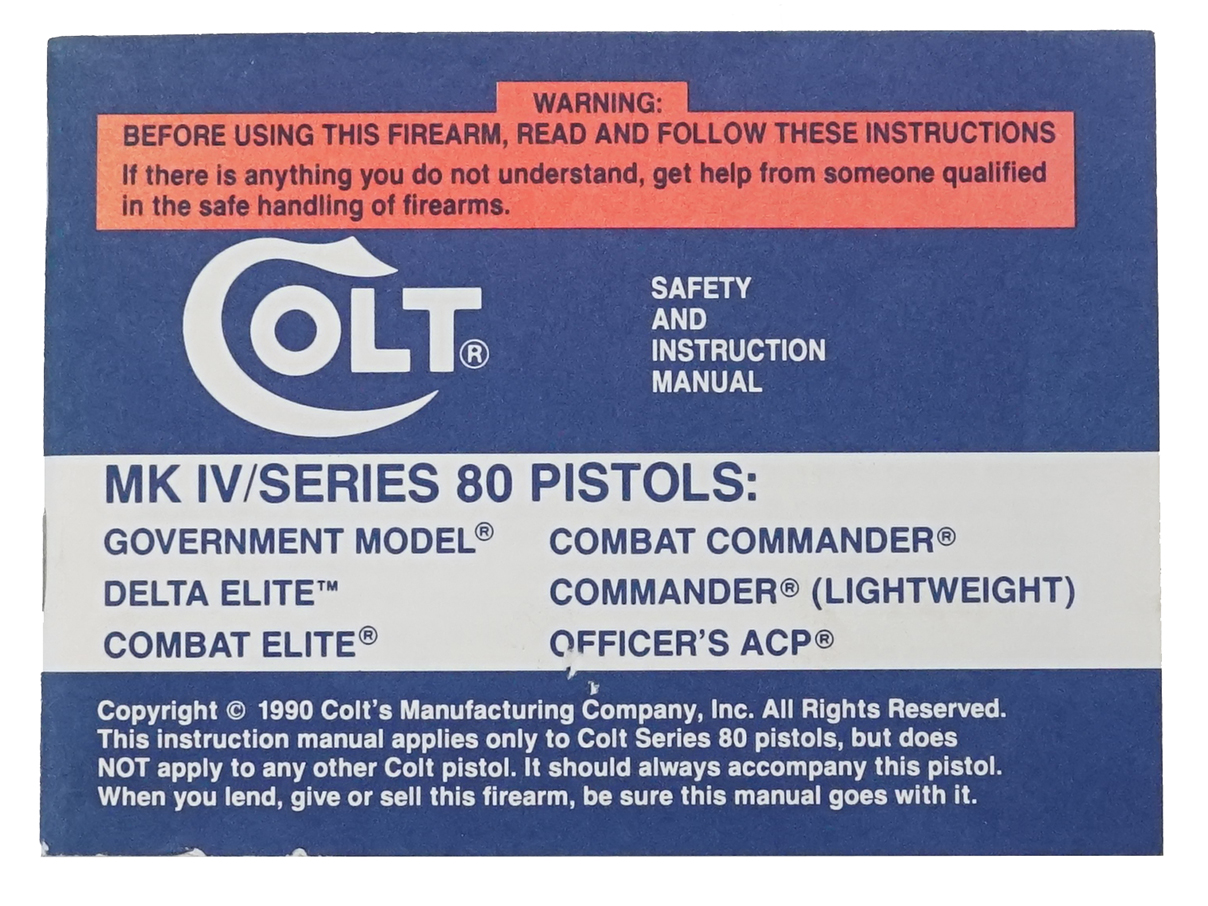 WARNING:
BEFORE USING THIS FIREARM, READ AND FOLLOW THESE INSTRUCTIONS
If there is anything you do not understand, get help from someone qualified
in the safe handling of firearms.
COLT®
SAFETY
AND
INSTRUCTION
MANUAL
MK IV/SERIES 80 PISTOLS:
GOVERNMENT MODEL® COMBAT COMMANDER®
DELTA ELITE™ COMMANDER® (LIGHTWEIGHT)
COMBAT ELITE® OFFICER'S ACP®
Copyright © 1990 Colt's Manufacturing Company, Inc. All Rights Reserved.
This instruction manual applies only to Colt Series 80 pistols, but does
NOT apply to any other Colt pistol. It should always accompany this pistol.
When you lend, give or sell this firearm, be sure this manual goes with it.